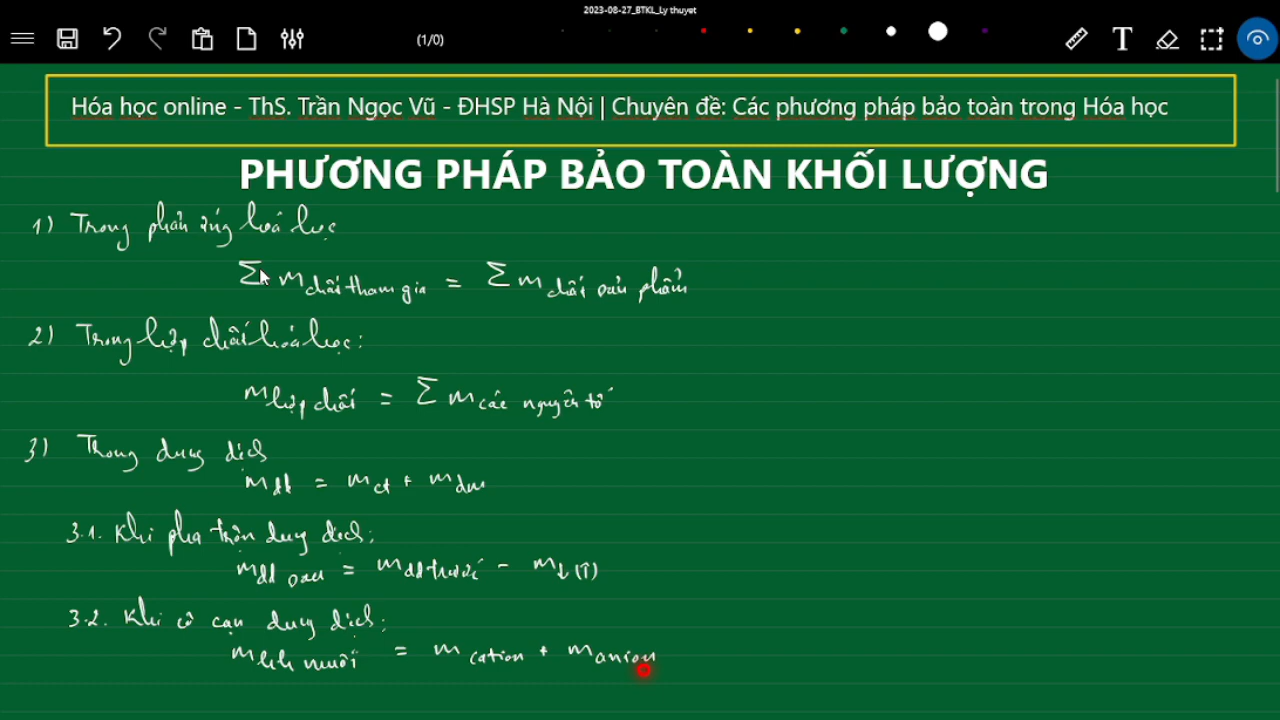 2023-08-27_BTKL_Ly thuyet
(1/0)
T
Hóa học online - ThS. Trần Ngọc Vũ - ĐHSP Hà Nội | Chuyên đề: Các phương pháp bảo toàn trong Hóa học
PHƯƠNG PHÁP BẢO TOÀN KHỐI LƯỢNG
1) Trong phản ứng hoá học
Σ m chất tham gia = Σ m chất sản phẩm
2) Trong hợp chất hoá học:
m hợp chất = Σ m các nguyên tố
3) Trong dung dịch
m dd = m ct + m dm
3.1. Khi pha trộn dung dịch:
m dd sau = m dd trước - m ↓(↑)
3.2. Khi cô cạn dung dịch:
m hh muối = m cation + m anion